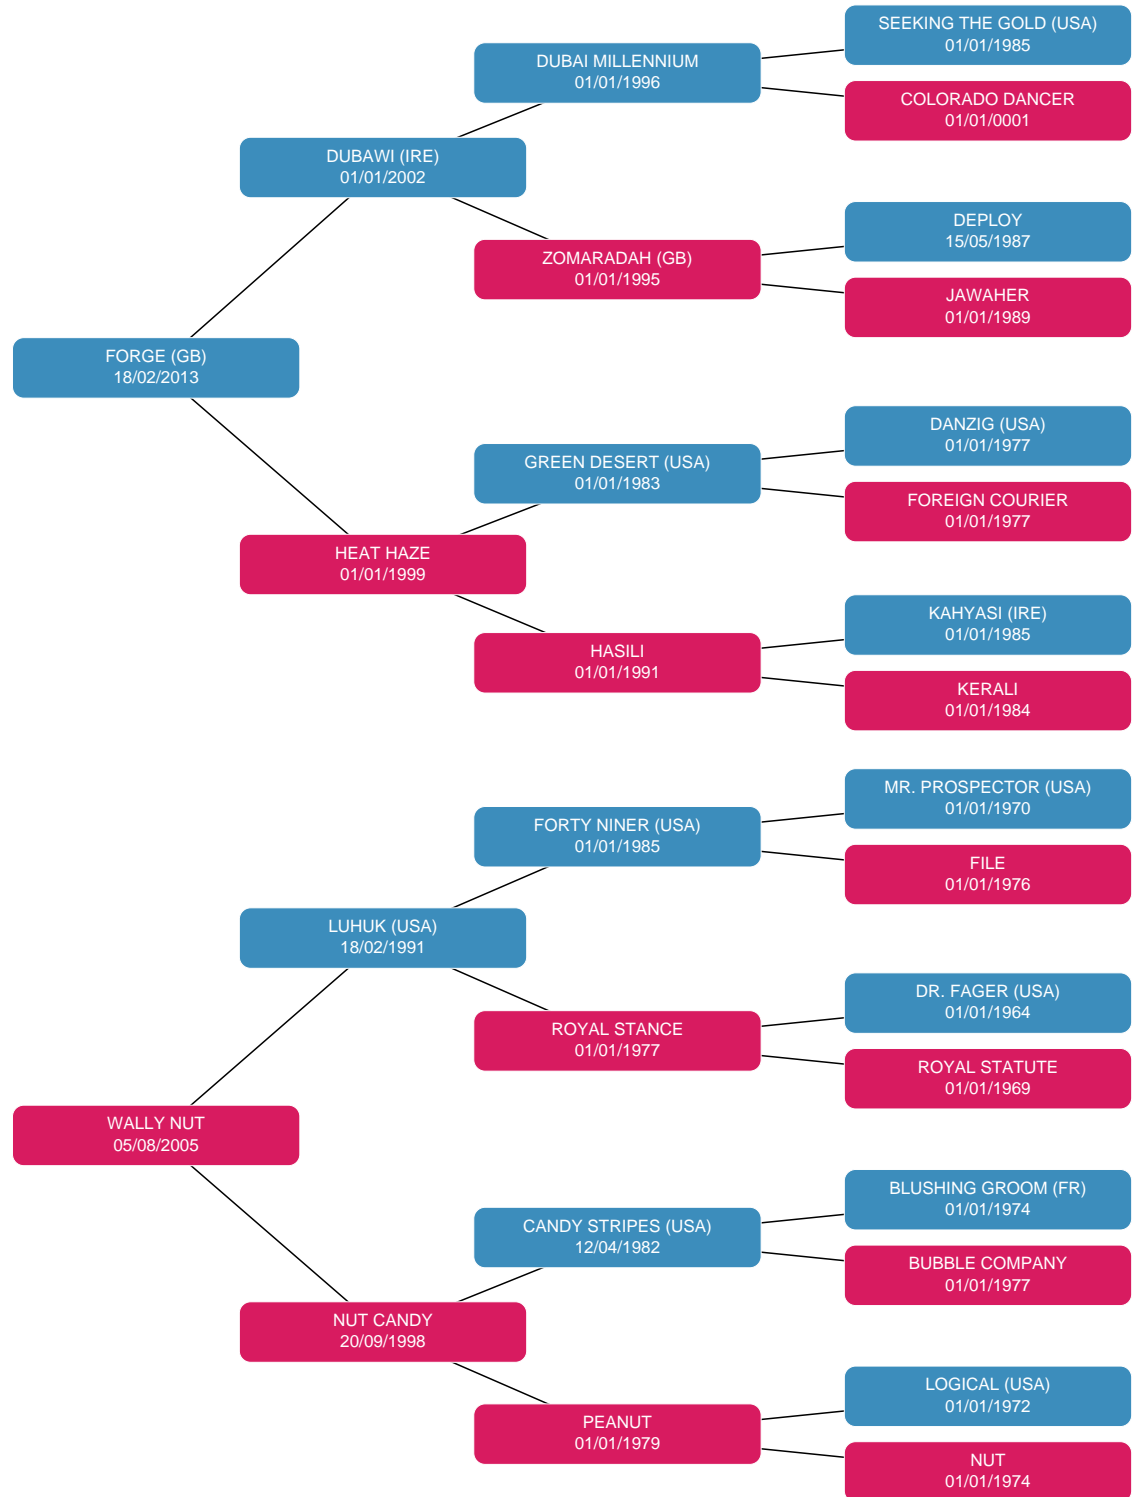 SEEKING THE GOLD (USA)
01/01/1985
DUBAI MILLENNIUM
01/01/1996
COLORADO DANCER
01/01/0001
DUBAWI (IRE)
01/01/2002
DEPLOY
15/05/1987
ZOMARADAH (GB)
01/01/1995
JAWAHER
01/01/1989
FORGE (GB)
18/02/2013
DANZIG (USA)
01/01/1977
GREEN DESERT (USA)
01/01/1983
FOREIGN COURIER
01/01/1977
HEAT HAZE
01/01/1999
KAHYASI (IRE)
01/01/1985
HASILI
01/01/1991
KERALI
01/01/1984
MR. PROSPECTOR (USA)
01/01/1970
FORTY NINER (USA)
01/01/1985
FILE
01/01/1976
LUHUK (USA)
18/02/1991
DR. FAGER (USA)
01/01/1964
ROYAL STANCE
01/01/1977
ROYAL STATUTE
01/01/1969
WALLY NUT
05/08/2005
BLUSHING GROOM (FR)
01/01/1974
CANDY STRIPES (USA)
12/04/1982
BUBBLE COMPANY
01/01/1977
NUT CANDY
20/09/1998
LOGICAL (USA)
01/01/1972
PEANUT
01/01/1979
NUT
01/01/1974